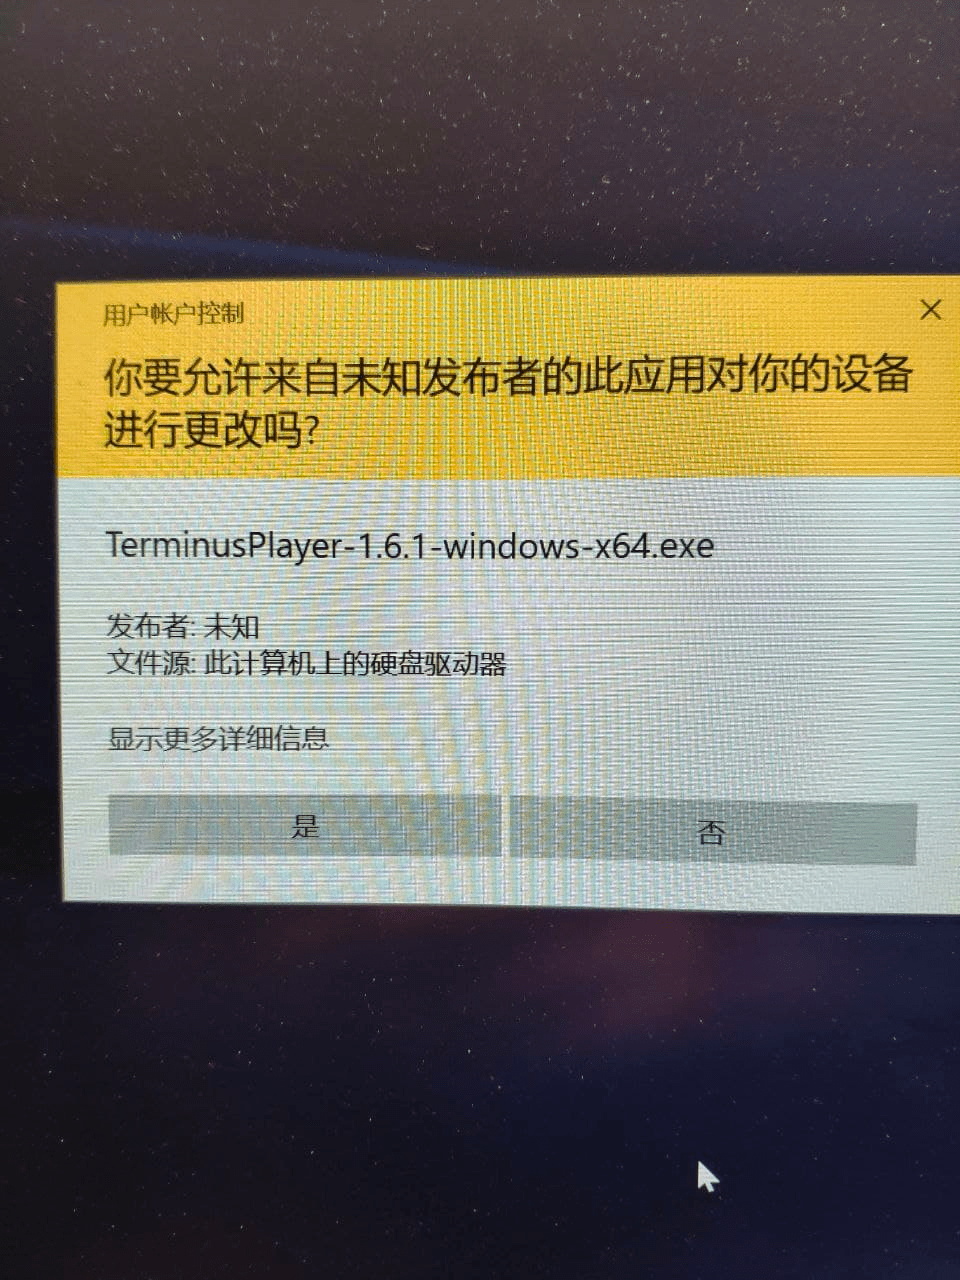 用户帐户控制
你要允许来自未知发布者的此应用对你的设备
进行更改吗?
TerminusPlayer-1.6.1-windows-x64.exe
发布者: 未知
文件源: 此计算机上的硬盘驱动器
显示更多详细信息
是
否